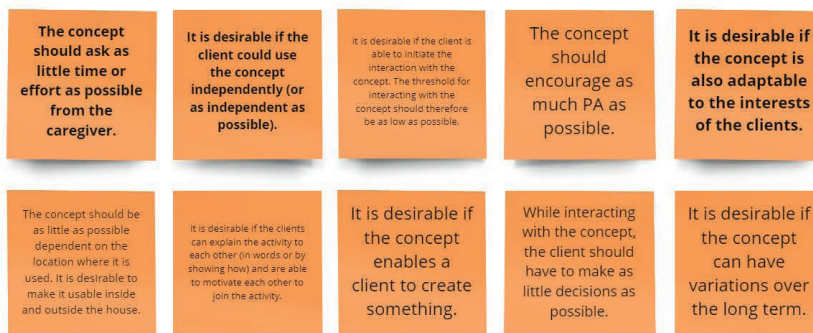 The concept
should ask as
little time or
effort as possible
from the
caregiver.
It is desirable if the
client could use
the concept
independently (or
as independent as
possible).
It is desirable if the client is
able to initiate the
interaction with the
concept. The threshold for
interacting with the
concept should therefore
be as low as possible.
The concept
should
encourage as
much PA as
possible.
It is desirable if
the concept is
also adaptable
to the interests
of the clients.
The concept should be
as little as possible
dependent on the
location where it is
used. It is desirable to
make it usable inside
and outside the house.
It is desirable if the clients
can explain the activity to
each other (in words or by
showing how) and are able
to motivate each other to
join the activity.
It is desirable if
the concept
enables a
client to create
something.
While interacting
with the concept,
the client should
have to make as
little decisions as
possible.
It is desirable if
the concept
can have
variations over
the long term.